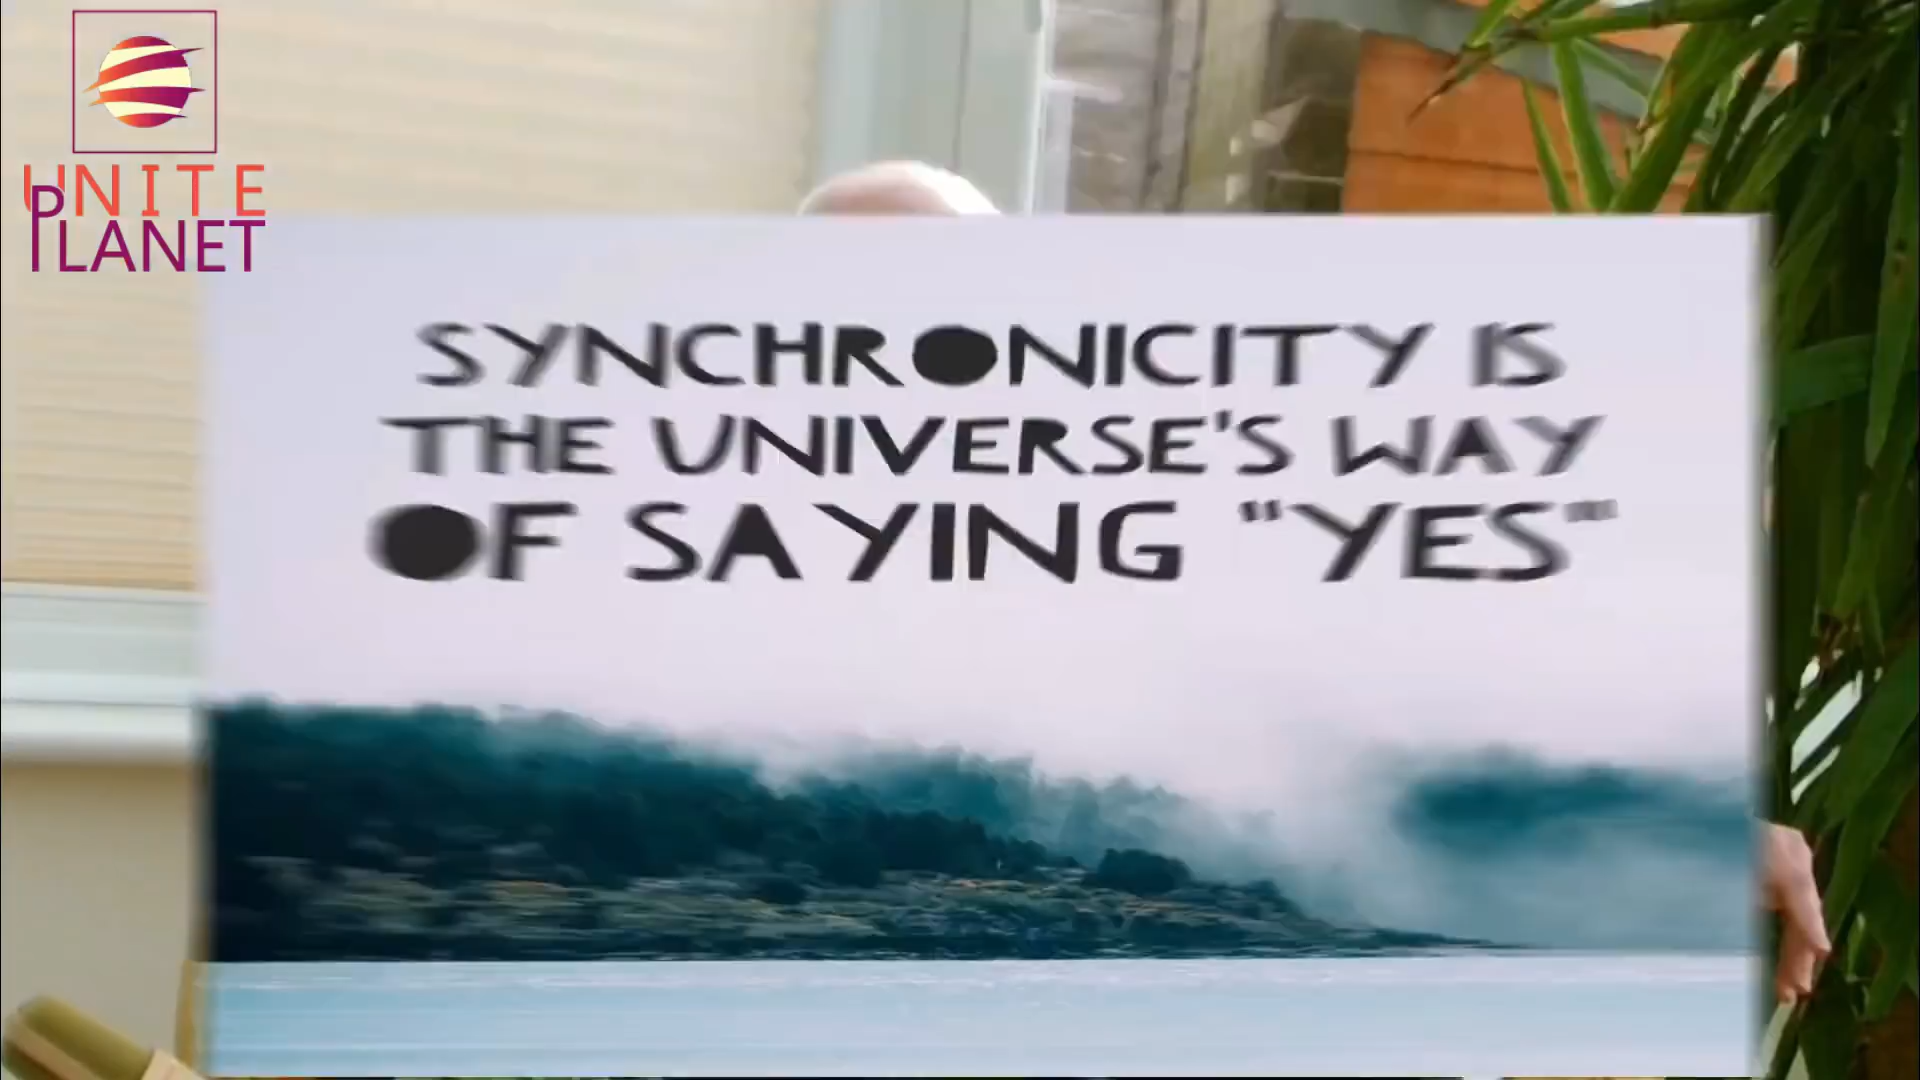 UNITE
PLANET
SYNCHRONICITY IS
THE UNIVERSE'S WAY
OF SAYING "YES"